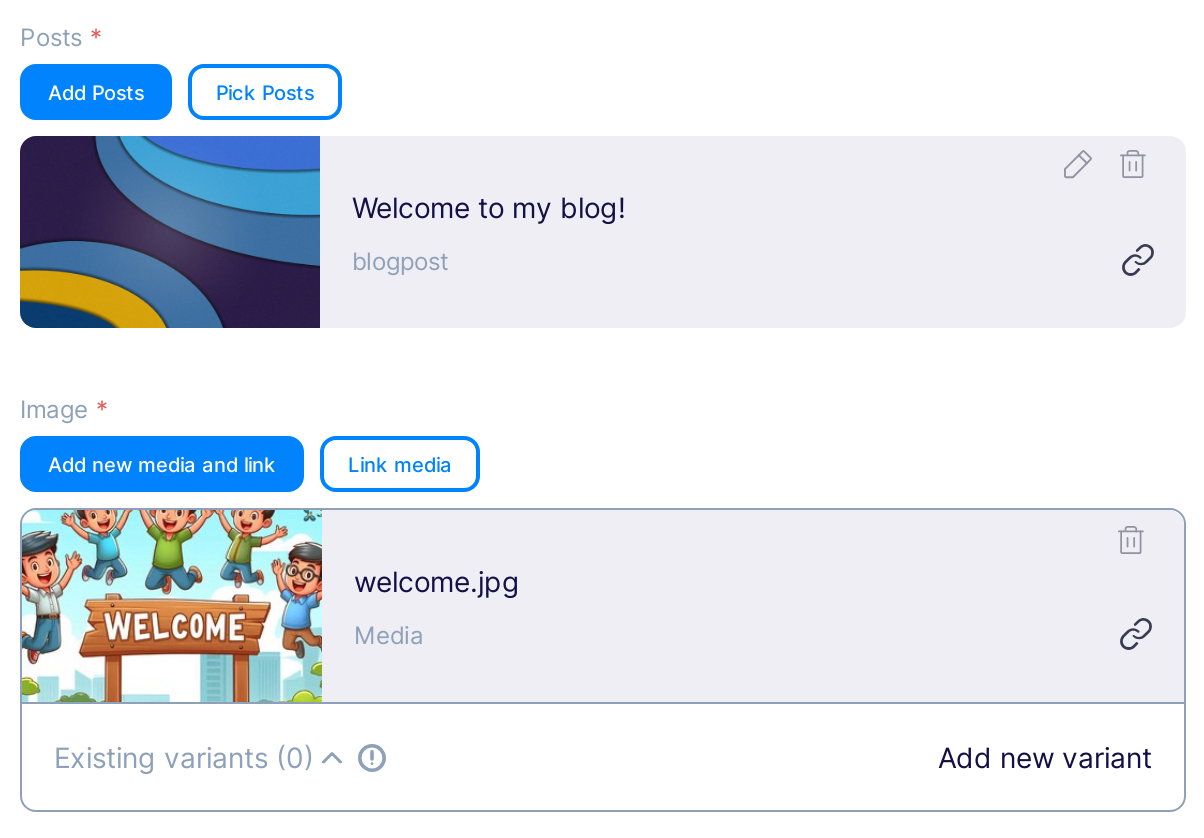 Posts *
Add Posts
Pick Posts
Welcome to my blog!
blogpost
Image *
Add new media and link
Link media
WELCOME
welcome.jpg
Media
Existing variants (0)
Add new variant